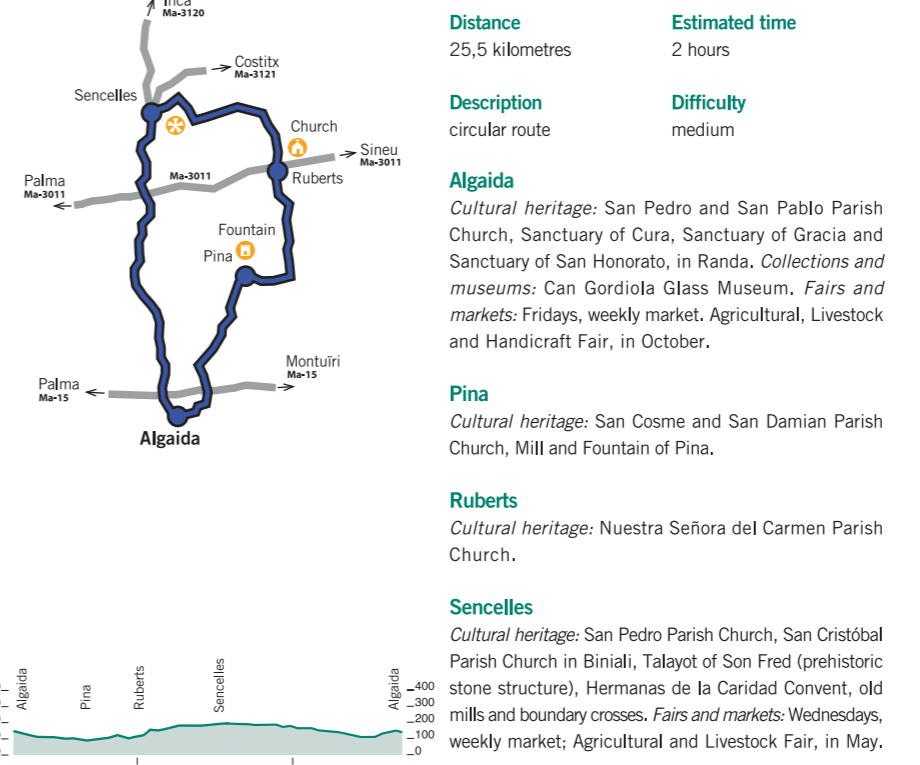 Inca
Ma-3120
Costitx
Ma-3121
Sencelles
Church
Sineu
Ma-3011
Ma-3011
Ruberts
Palma
Ma-3011
Fountain
Pina
Montuïri
Ma-15
Palma
Ma-15
Algaida
Distance
25,5 kilometres
Estimated time
2 hours
Description
circular route
Difficulty
medium
Algaida
Cultural heritage: San Pedro and San Pablo Parish
Church, Sanctuary of Cura, Sanctuary of Gracia and
Sanctuary of San Honorato, in Randa. Collections and
museums: Can Gordiola Glass Museum. Fairs and
markets: Fridays, weekly market. Agricultural, Livestock
and Handicraft Fair, in October.
Pina
Cultural heritage: San Cosme and San Damian Parish
Church, Mill and Fountain of Pina.
Ruberts
Cultural heritage: Nuestra Señora del Carmen Parish
Church.
Sencelles
Cultural heritage: San Pedro Parish Church, San Cristóbal
Parish Church in Biniali, Talayot of Son Fred (prehistoric
stone structure), Hermanas de la Caridad Convent, old
mills and boundary crosses. Fairs and markets: Wednesdays,
weekly market; Agricultural and Livestock Fair, in May.
Algaida
Pina
Ruberts
Sencelles
Algaida
400
300
200
100
0